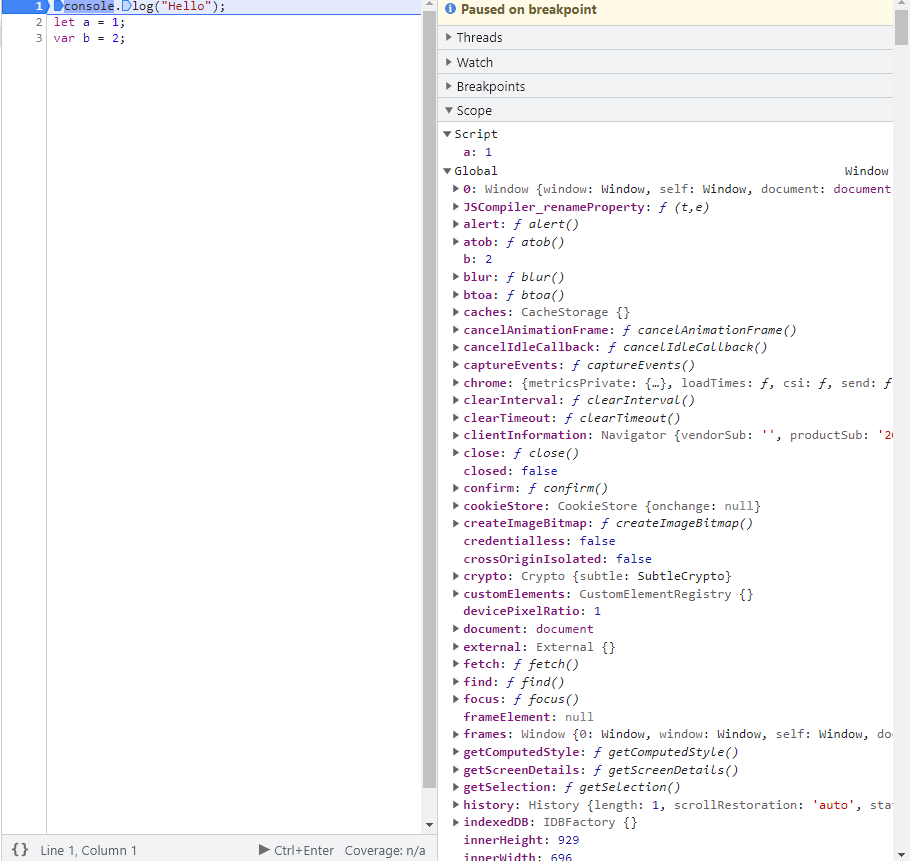 1 console.log("Hello");
2 let a = 1;
3 var b = 2;
{} Line 1, Column 1 Ctrl+Enter Coverage: n/a
Paused on breakpoint
Threads
Watch
Breakpoints
Scope
Script
a: 1
Global Window
0: Window {window: Window, self: Window, document: document
JSCompiler_renameProperty: ƒ (t,e)
alert: ƒ alert()
atob: ƒ atob()
b: 2
blur: ƒ blur()
btoa: ƒ btoa()
caches: CacheStorage {}
cancelAnimationFrame: ƒ cancelAnimationFrame()
cancelIdleCallback: ƒ cancelIdleCallback()
captureEvents: ƒ captureEvents()
chrome: {metricsPrivate: {…}, loadTimes: ƒ, csi: ƒ, send: ƒ
clearInterval: ƒ clearInterval()
clearTimeout: ƒ clearTimeout()
clientInformation: Navigator {vendorSub: '', productSub: '20
close: ƒ close()
closed: false
confirm: ƒ confirm()
cookieStore: CookieStore {onchange: null}
createImageBitmap: ƒ createImageBitmap()
credentialless: false
crossOriginIsolated: false
crypto: Crypto {subtle: SubtleCrypto}
customElements: CustomElementRegistry {}
devicePixelRatio: 1
document: document
external: External {}
fetch: ƒ fetch()
find: ƒ find()
focus: ƒ focus()
frameElement: null
frames: Window {0: Window, window: Window, self: Window, do
getComputedStyle: ƒ getComputedStyle()
getScreenDetails: ƒ getScreenDetails()
getSelection: ƒ getSelection()
history: History {length: 1, scrollRestoration: 'auto', sta
indexedDB: IDBFactory {}
innerHeight: 929
innerWidth: 696